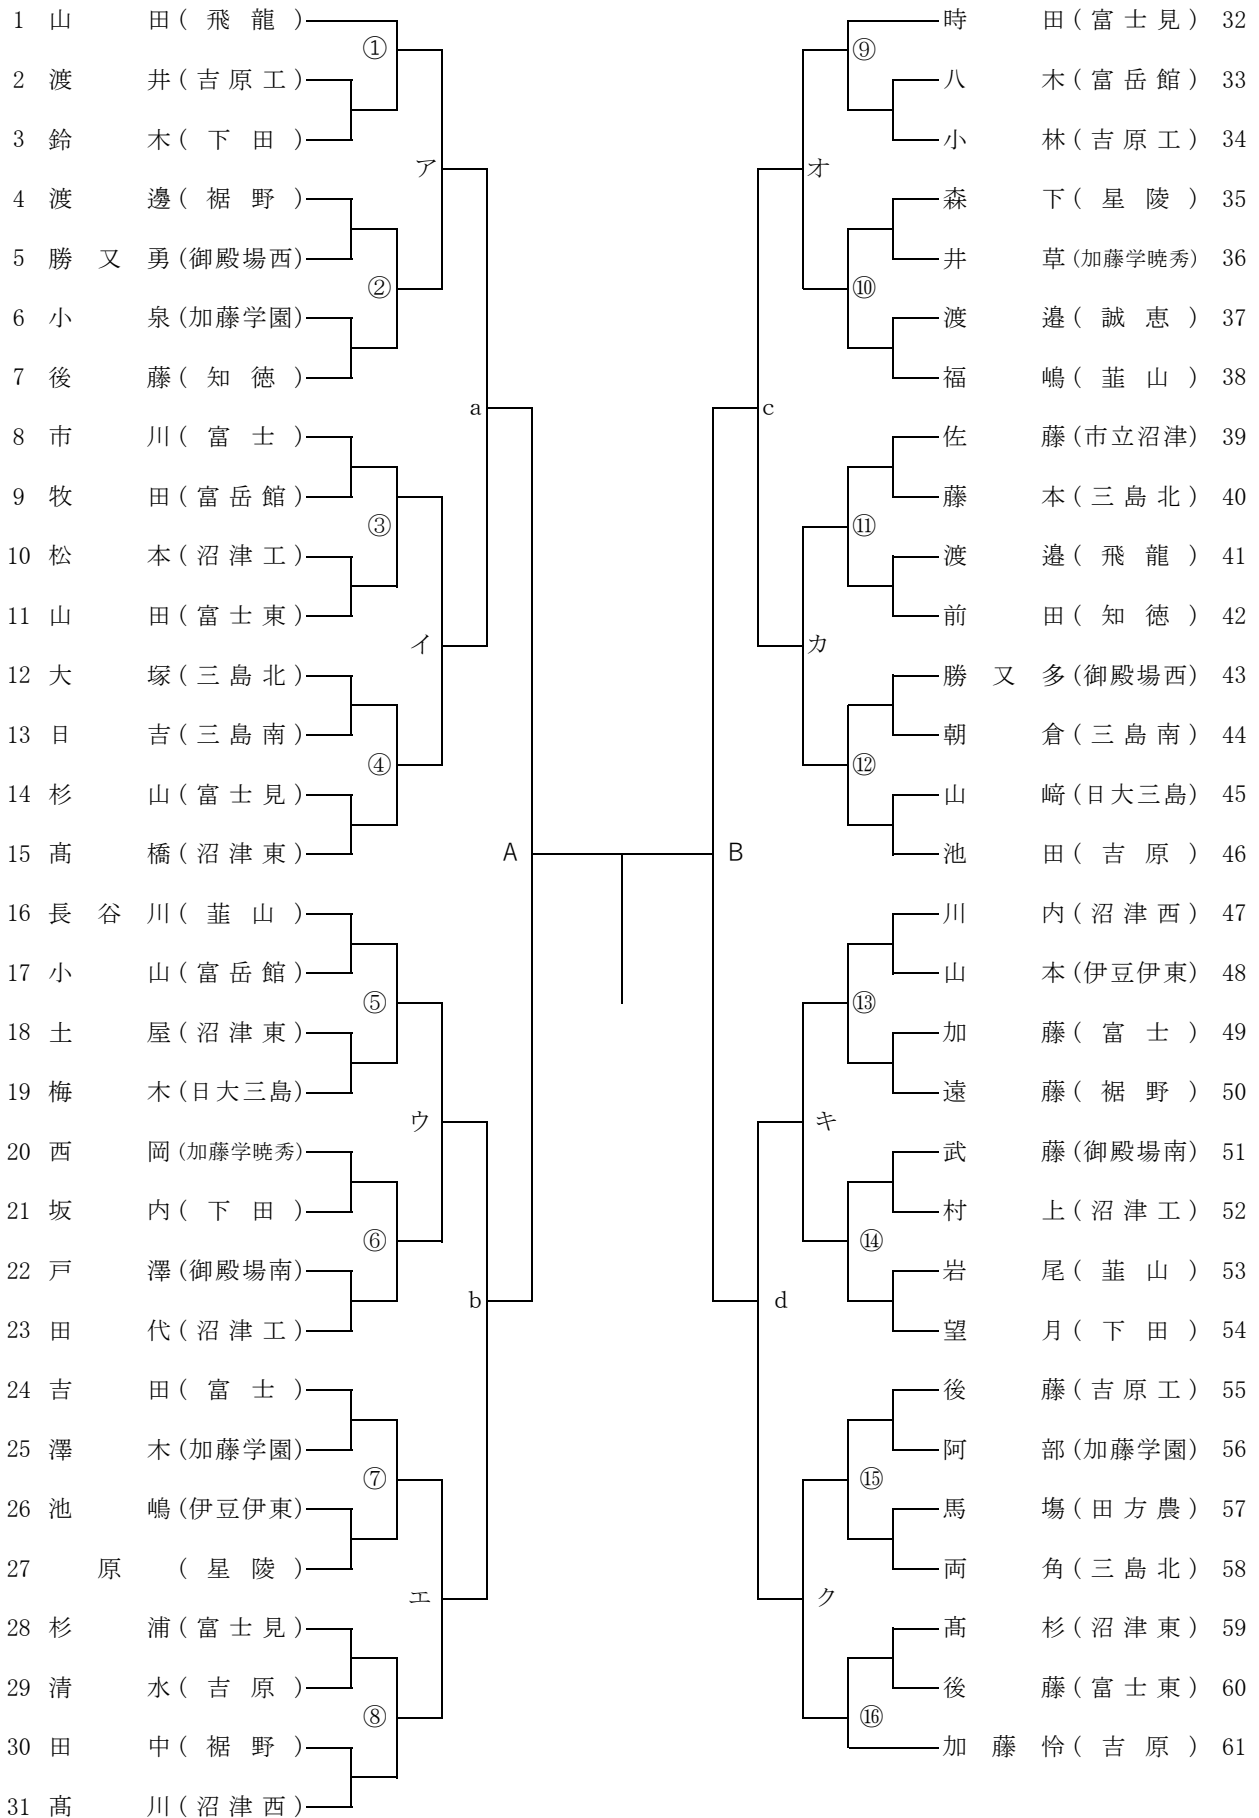 1 山 田 ( 飛 龍 )
①
2 渡 井 ( 吉 原 工 )
3 鈴 木 ( 下 田 )
ア
4 渡 邊 ( 裾 野 )
5 勝 又 勇 (御殿場西)
②
6 小 泉 (加藤学園)
7 後 藤 ( 知 徳 )
a
8 市 川 ( 富 士 )
9 牧 田 ( 富 岳 館 )
③
10 松 本 ( 沼 津 工 )
11 山 田 ( 富 士 東 )
イ
12 大 塚 ( 三 島 北 )
13 日 吉 ( 三 島 南 )
④
14 杉 山 ( 富 士 見 )
15 髙 橋 ( 沼 津 東 )
A
16 長 谷 川 ( 韮 山 )
17 小 山 ( 富 岳 館 )
⑤
18 土 屋 ( 沼 津 東 )
19 梅 木 (日大三島)
ウ
20 西 岡 (加藤学暁秀)
21 坂 内 ( 下 田 )
⑥
22 戸 澤 (御殿場南)
b
23 田 代 ( 沼 津 工 )
24 吉 田 ( 富 士 )
25 澤 木 (加藤学園)
⑦
26 池 嶋 (伊豆伊東)
27 原 ( 星 陵 )
エ
28 杉 浦 ( 富 士 見 )
29 清 水 ( 吉 原 )
⑧
30 田 中 ( 裾 野 )
31 髙 川 ( 沼 津 西 )
時 田 ( 富 士 見 ) 32
⑨
八 木 ( 富 岳 館 ) 33
小 林 ( 吉 原 工 ) 34
オ
森 下 ( 星 陵 ) 35
井 草 (加藤学暁秀) 36
⑩
渡 邉 ( 誠 恵 ) 37
福 嶋 ( 韮 山 ) 38
c
佐 藤 (市立沼津) 39
藤 本 ( 三 島 北 ) 40
⑪
渡 邉 ( 飛 龍 ) 41
前 田 ( 知 徳 ) 42
カ
勝 又 多 (御殿場西) 43
朝 倉 ( 三 島 南 ) 44
⑫
山 﨑 (日大三島) 45
池 田 ( 吉 原 ) 46
B
川 内 ( 沼 津 西 ) 47
山 本 (伊豆伊東) 48
⑬
加 藤 ( 富 士 ) 49
遠 藤 ( 裾 野 ) 50
キ
武 藤 (御殿場南) 51
村 上 ( 沼 津 工 ) 52
⑭
岩 尾 ( 韮 山 ) 53
d
望 月 ( 下 田 ) 54
後 藤 ( 吉 原 工 ) 55
阿 部 (加藤学園) 56
⑮
馬 塲 ( 田 方 農 ) 57
両 角 ( 三 島 北 ) 58
ク
髙 杉 ( 沼 津 東 ) 59
後 藤 ( 富 士 東 ) 60
⑯
加 藤 怜 ( 吉 原 ) 61